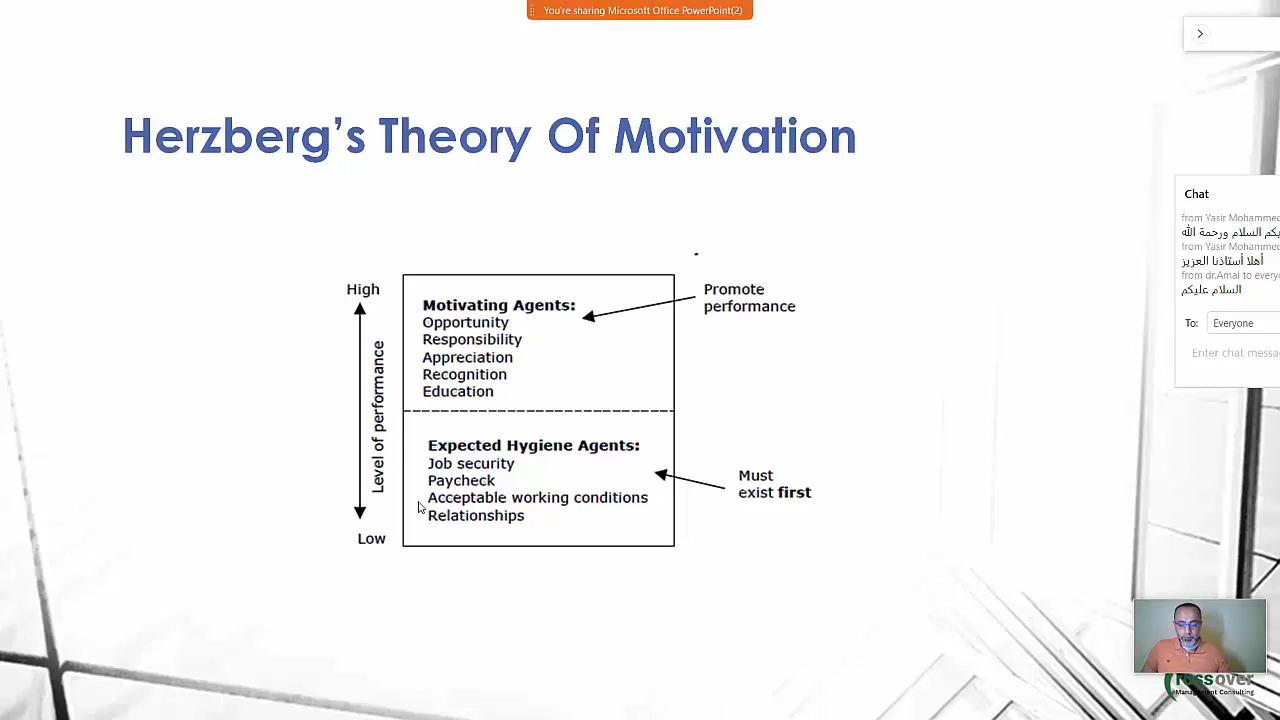 You're sharing Microsoft Office PowerPoint(2)
Herzberg's Theory Of Motivation
High
Level of performance
Low
Motivating Agents:
Opportunity
Responsibility
Appreciation
Recognition
Education
Expected Hygiene Agents:
Job security
Paycheck
Acceptable working conditions
Relationships
Promote
performance
Must
exist first
Chat
from Yasir Mohammed
السلام ورحمة الله
from Yasir Mohammed
أهلا أستاذنا العزيز
from dr.Amal to
السلام عليكم
To:
Everyone
Enter chat
Management Consulting